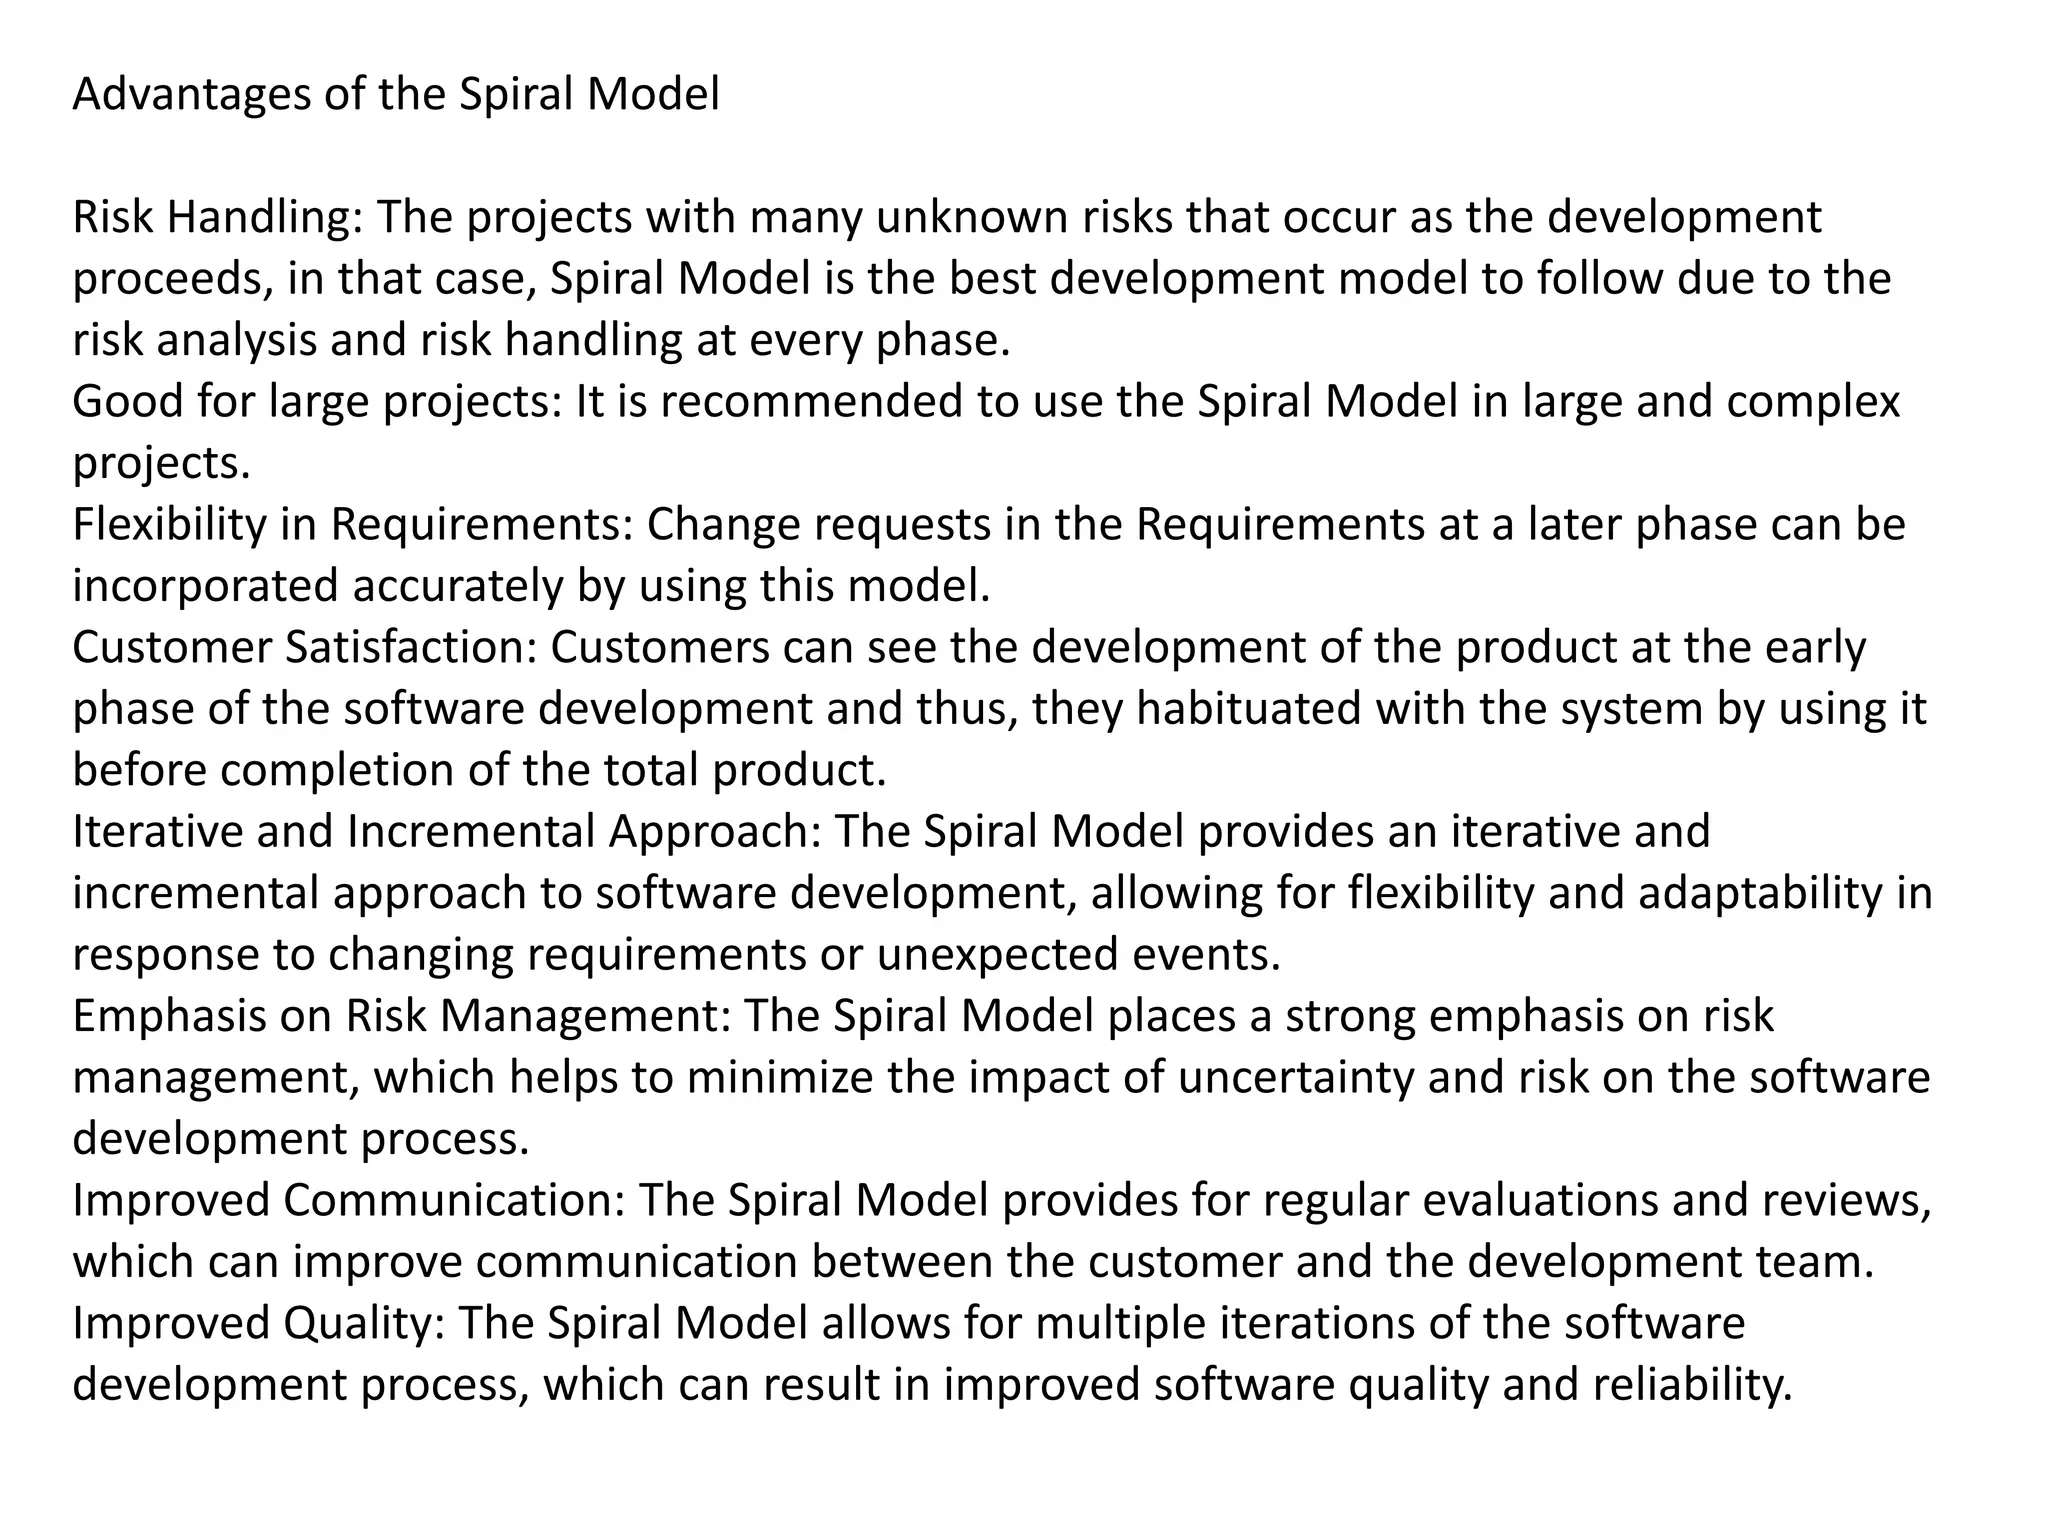 Advantages of the Spiral Model
Risk Handling: The projects with many unknown risks that occur as the development
proceeds, in that case, Spiral Model is the best development model to follow due to the
risk analysis and risk handling at every phase.
Good for large projects: It is recommended to use the Spiral Model in large and complex
projects.
Flexibility in Requirements: Change requests in the Requirements at a later phase can be
incorporated accurately by using this model.
Customer Satisfaction: Customers can see the development of the product at the early
phase of the software development and thus, they habituated with the system by using it
before completion of the total product.
Iterative and Incremental Approach: The Spiral Model provides an iterative and
incremental approach to software development, allowing for flexibility and adaptability in
response to changing requirements or unexpected events.
Emphasis on Risk Management: The Spiral Model places a strong emphasis on risk
management, which helps to minimize the impact of uncertainty and risk on the software
development process.
Improved Communication: The Spiral Model provides for regular evaluations and reviews,
which can improve communication between the customer and the development team.
Improved Quality: The Spiral Model allows for multiple iterations of the software
development process, which can result in improved software quality and reliability.